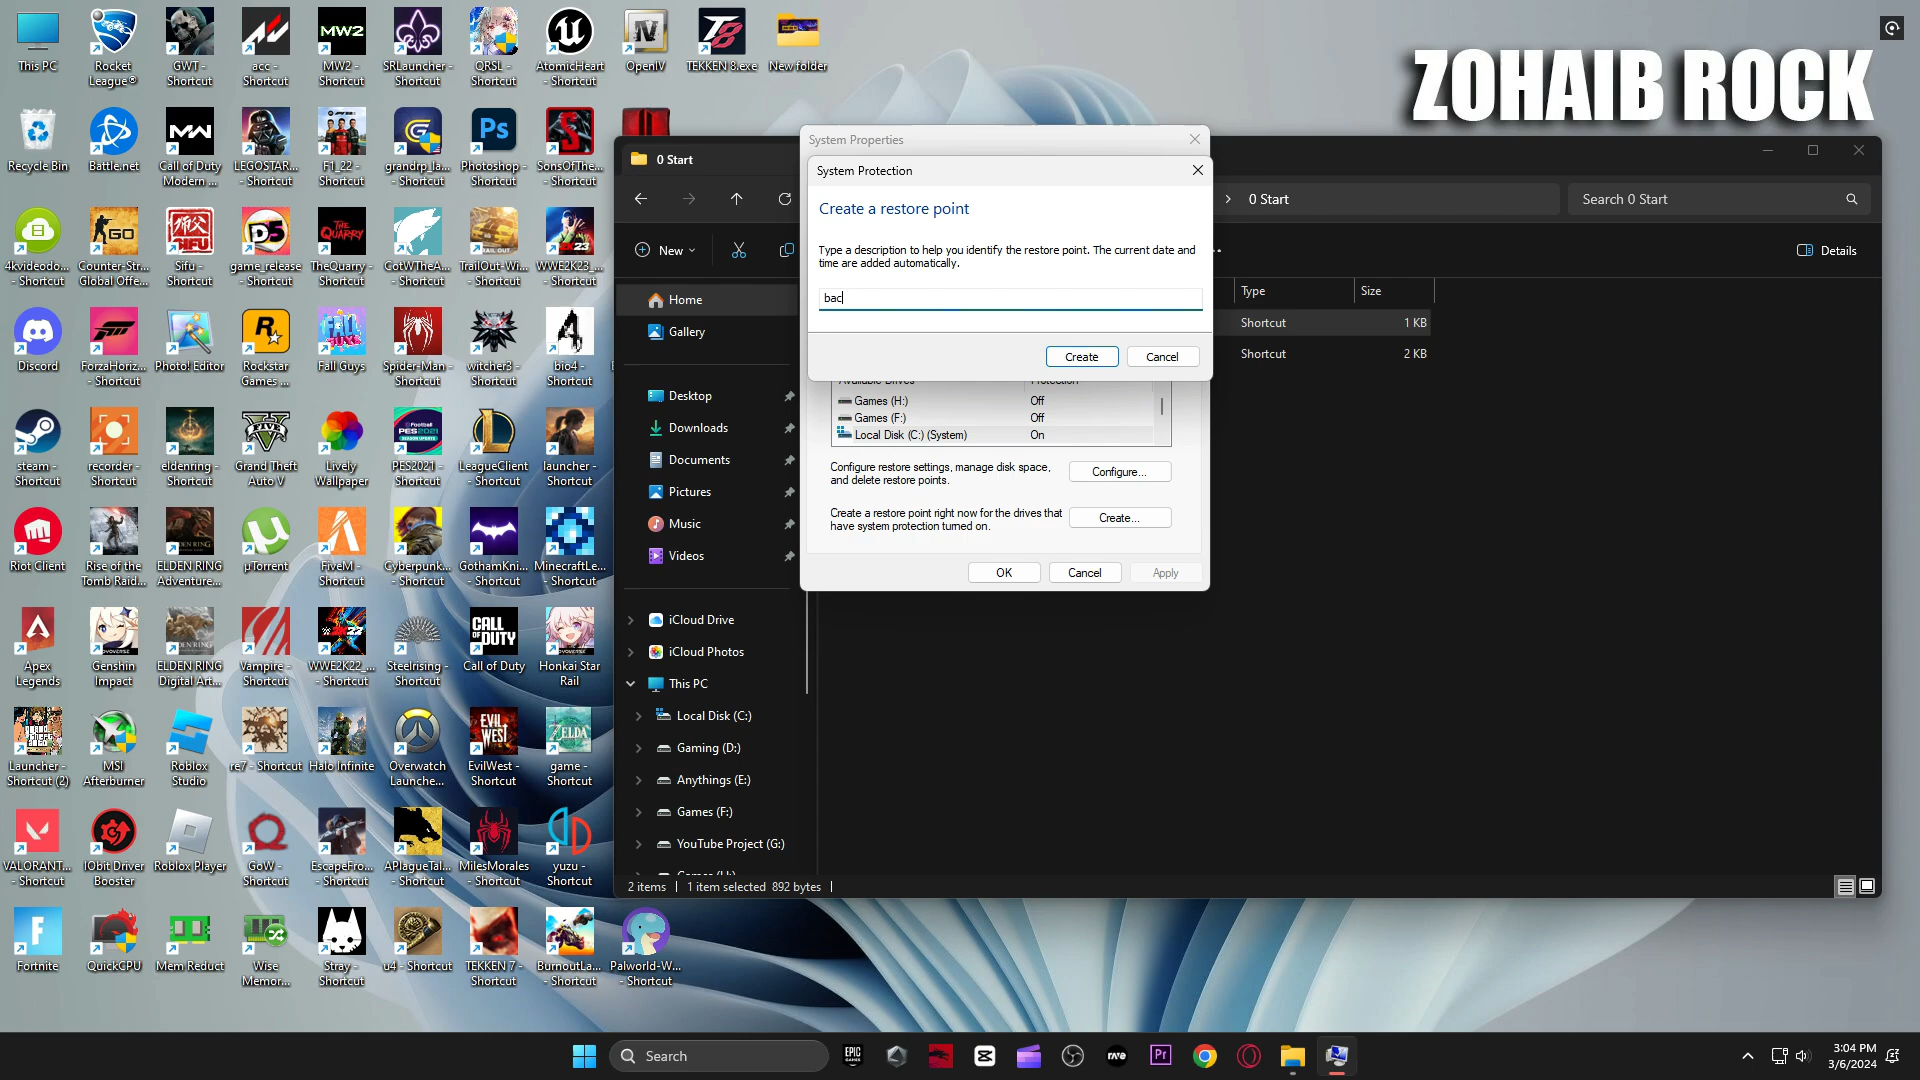 This PC
Rocket League®
GWT - Shortcut
acc - Shortcut
MW2 - Shortcut
SRLauncher - Shortcut
QRSL - Shortcut
AtomicHeart - Shortcut
OpenIV
TEKKEN 8.exe
New folder
ZOHAIB ROCK
Recycle Bin
Battle.net
Call of Duty Modern ...
LEGOSTAR... - Shortcut
F1_22 - Shortcut
grandrp_la... - Shortcut
Photoshop - Shortcut
SonsOfThe... - Shortcut
4kvideodo... - Shortcut
Counter-Str... Global Offe...
Sifu - Shortcut
game_release - Shortcut
TheQuarry - Shortcut
CotWTheA... - Shortcut
TrailOut-Wi... - Shortcut
WWE2K23_... - Shortcut
Discord
ForzaHoriz... - Shortcut
Photo! Editor
Rockstar Games ...
Fall Guys
Spider-Man - Shortcut
witcher3 - Shortcut
bio4 - Shortcut
steam - Shortcut
recorder - Shortcut
eldenring - Shortcut
Grand Theft Auto V
Lively Wallpaper
PES2021 - Shortcut
LeagueClient - Shortcut
launcher - Shortcut
Riot Client
Rise of the Tomb Raid...
ELDEN RING Adventure...
µTorrent
FiveM - Shortcut
Cyberpunk... - Shortcut
GothamKni... - Shortcut
MinecraftLe... - Shortcut
Apex Legends
Genshin Impact
ELDEN RING Digital Art...
Vampire - Shortcut
WWE2K22_... - Shortcut
Steelrising - Shortcut
Call of Duty
Honkai Star Rail
Launcher - Shortcut (2)
MSI Afterburner
Roblox Studio
re7 - Shortcut
Halo Infinite
Overwatch Launche...
EvilWest - Shortcut
game - Shortcut
VALORANT... - Shortcut
IObit Driver Booster
Roblox Player
GoW - Shortcut
EscapeFro... - Shortcut
APlagueTal... - Shortcut
MilesMorales - Shortcut
yuzu - Shortcut
Fortnite
QuickCPU
Mem Reduct
Wise Memor...
Stray - Shortcut
u4 - Shortcut
TEKKEN 7 - Shortcut
BurnoutLa... - Shortcut
Palworld-W... - Shortcut
0 Start
0 Start
Search 0 Start
New
Details
Type
Size
Shortcut
1 KB
Shortcut
2 KB
Home
Gallery
Desktop
Downloads
Documents
Pictures
Music
Videos
iCloud Drive
iCloud Photos
This PC
Local Disk (C:)
Gaming (D:)
Anythings (E:)
Games (F:)
YouTube Project (G:)
2 items
1 item selected 892 bytes
System Properties
System Protection
Create a restore point
Type a description to help you identify the restore point. The current date and
time are added automatically.
bac
Create
Cancel
Available Drives
Protection
Games (H:)
Off
Games (F:)
Off
Local Disk (C:) (System)
On
Configure restore settings, manage disk space,
and delete restore points.
Configure...
Create a restore point right now for the drives that
have system protection turned on.
Create...
OK
Cancel
Apply
Search
3:04 PM
3/6/2024